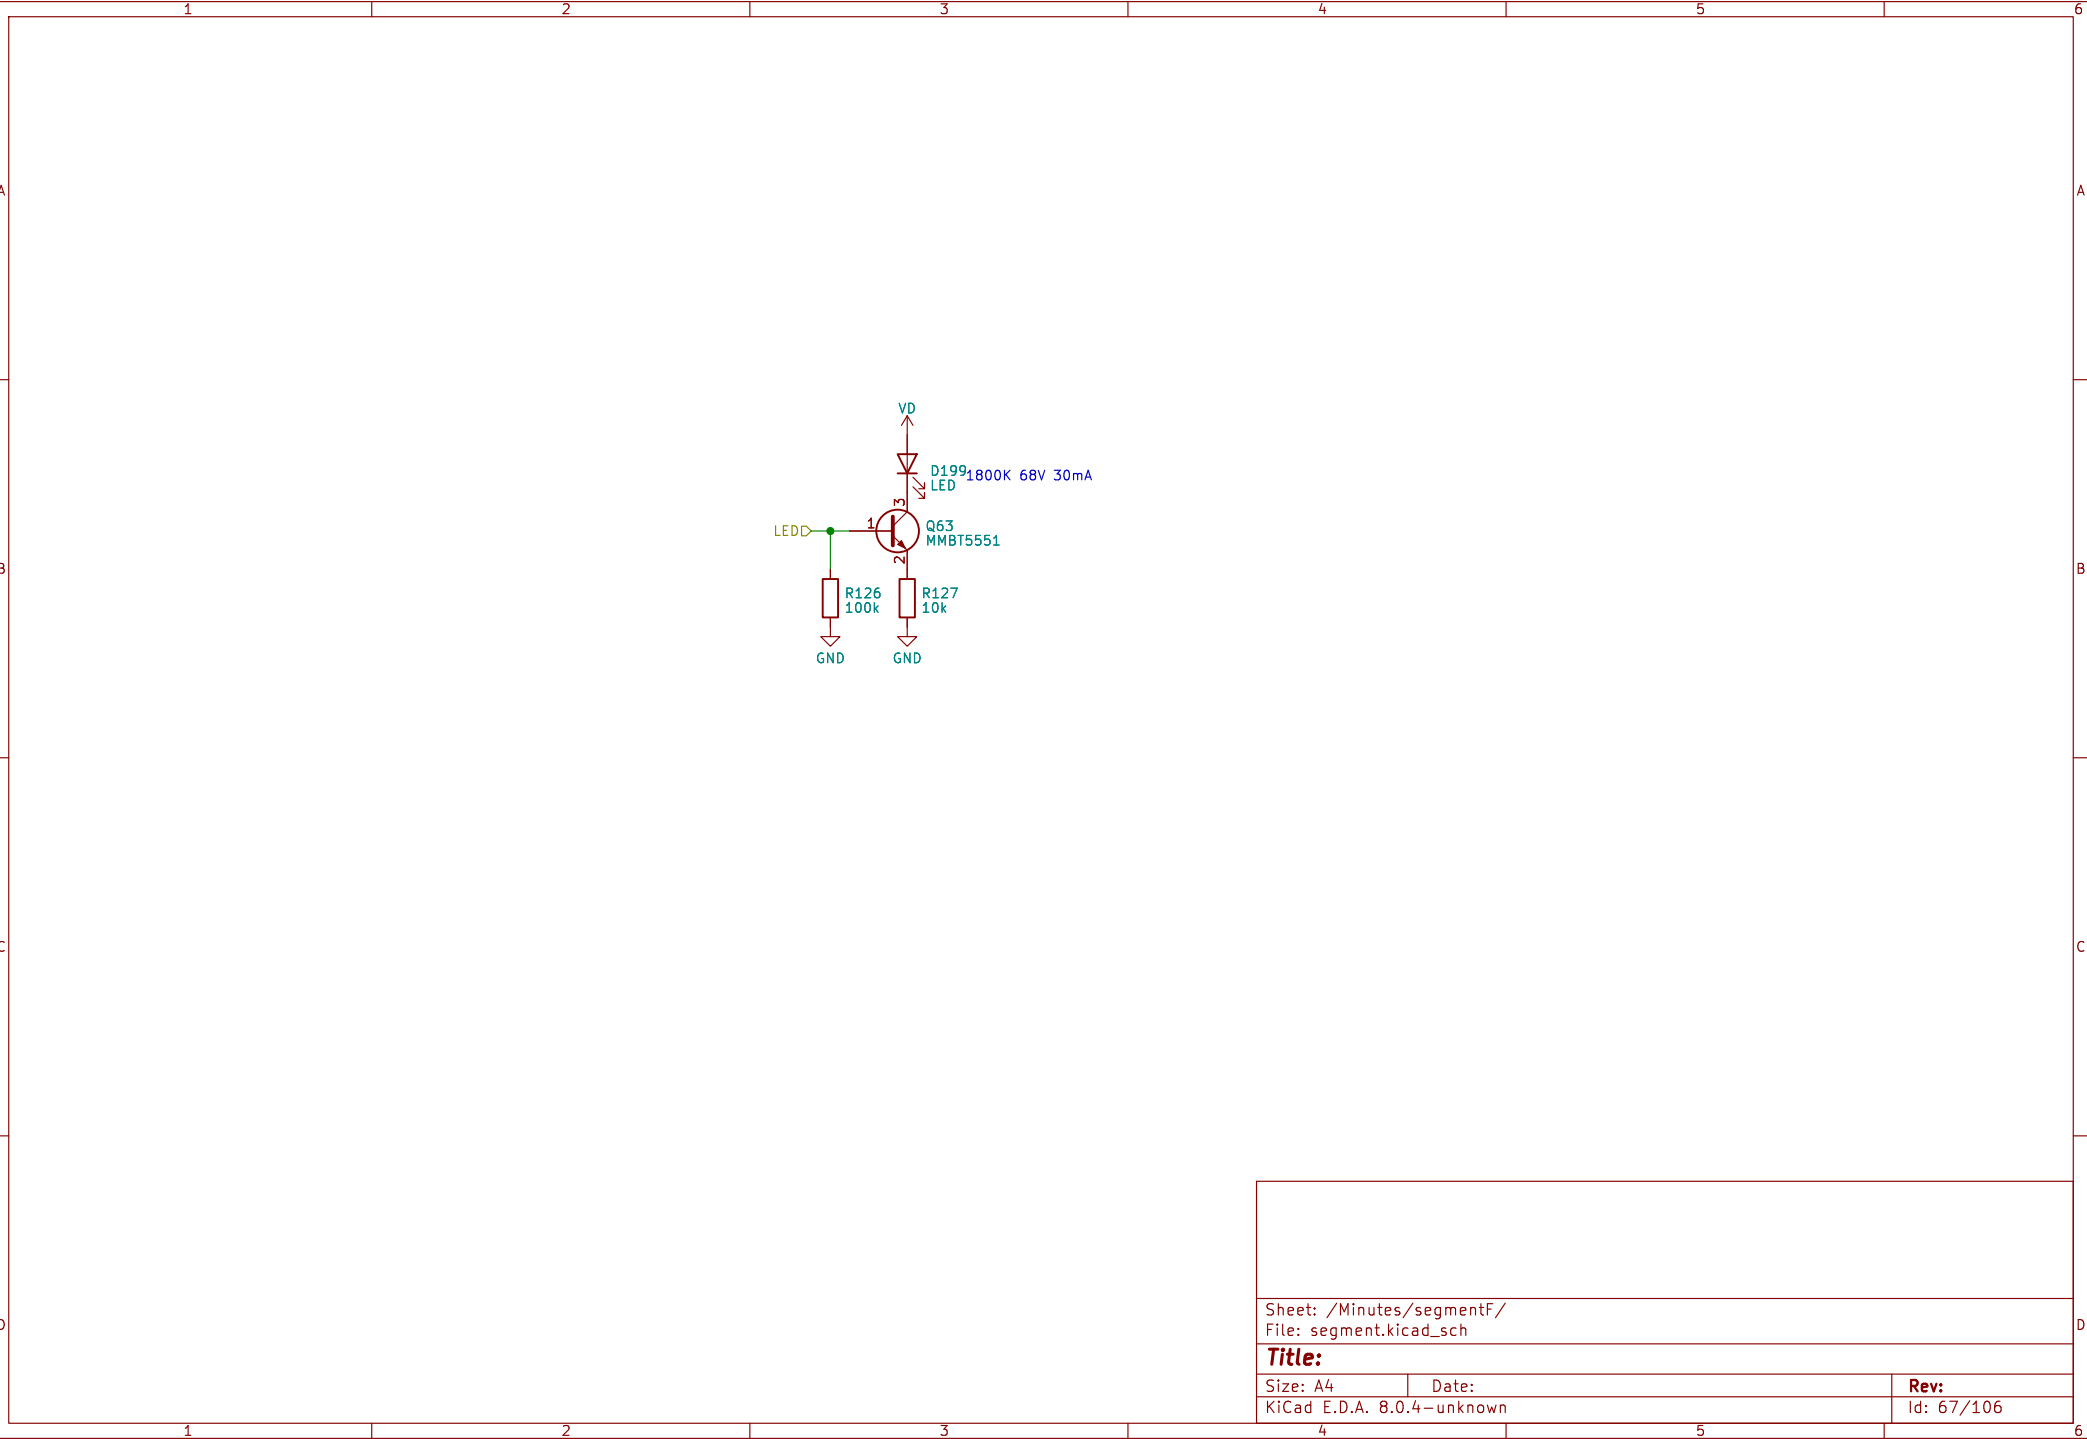 1 2 3 4 5 6
A A
VD
D199
LED
1800K 68V 30mA
3
LED
1
Q63
MMBT5551
2
B B
R126
100k
R127
10k
GND
GND
C C
D D
Sheet: /Minutes/segmentF/
File: segment.kicad_sch
Title:
Size: A4
Date:
Rev:
KiCad E.D.A. 8.0.4-unknown
Id: 67/106
1 2 3 4 5 6